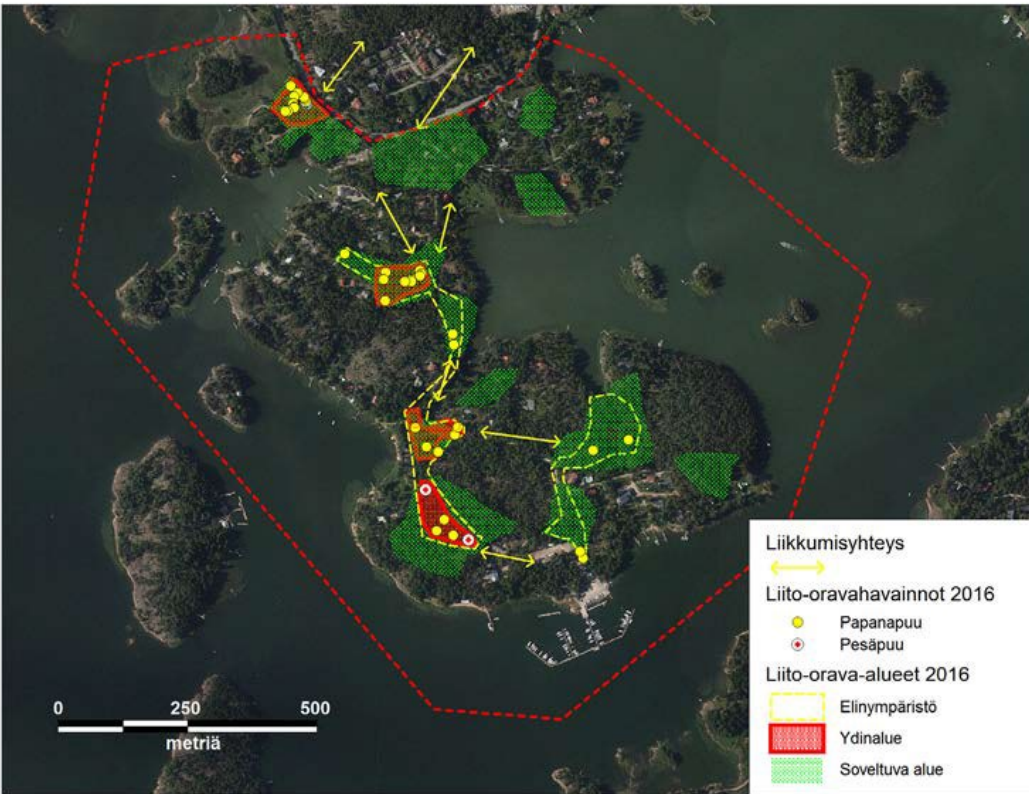 Liikkumisyhteys
Liito-oravahavainnot 2016
Papanapuu
Pesäpuu
Liito-orava-alueet 2016
Elinympäristö
Ydinalue
Soveltuva alue
0 250 500
metriä